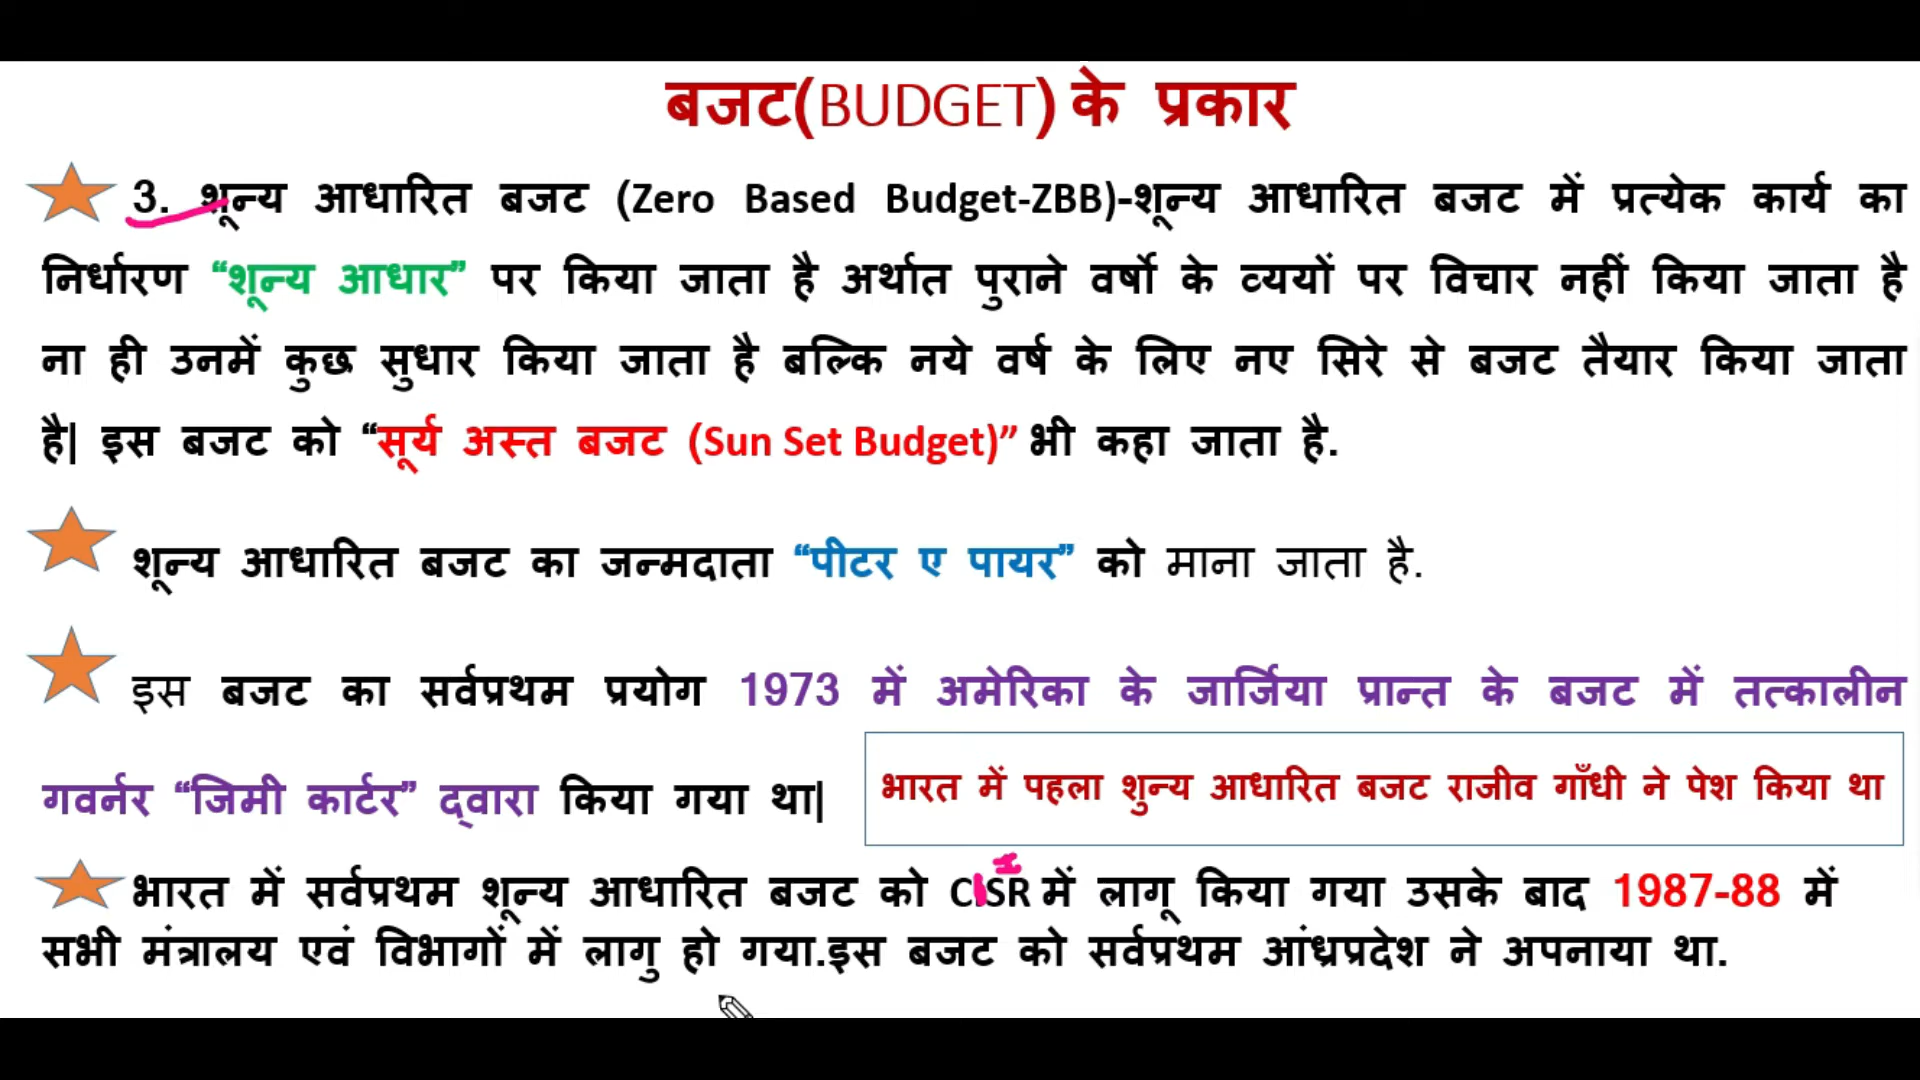 बजट(BUDGET) के प्रकार
3. शून्य आधारित बजट (Zero Based Budget-ZBB)-शून्य आधारित बजट में प्रत्येक कार्य का
निर्धारण “शून्य आधार” पर किया जाता है अर्थात पुराने वर्षो के व्ययों पर विचार नहीं किया जाता है
ना ही उनमें कुछ सुधार किया जाता है बल्कि नये वर्ष के लिए नए सिरे से बजट तैयार किया जाता
है| इस बजट को “सूर्य अस्त बजट (Sun Set Budget)” भी कहा जाता है.
शून्य आधारित बजट का जन्मदाता “पीटर ए पायर” को माना जाता है.
इस बजट का सर्वप्रथम प्रयोग 1973 में अमेरिका के जार्जिया प्रान्त के बजट में तत्कालीन
गवर्नर “जिमी कार्टर” द्वारा किया गया था|
भारत में पहला शुन्य आधारित बजट राजीव गाँधी ने पेश किया था
भारत में सर्वप्रथम शून्य आधारित बजट को CISR में लागू किया गया उसके बाद 1987-88 में
सभी मंत्रालय एवं विभागों में लागु हो गया.इस बजट को सर्वप्रथम आंध्रप्रदेश ने अपनाया था.